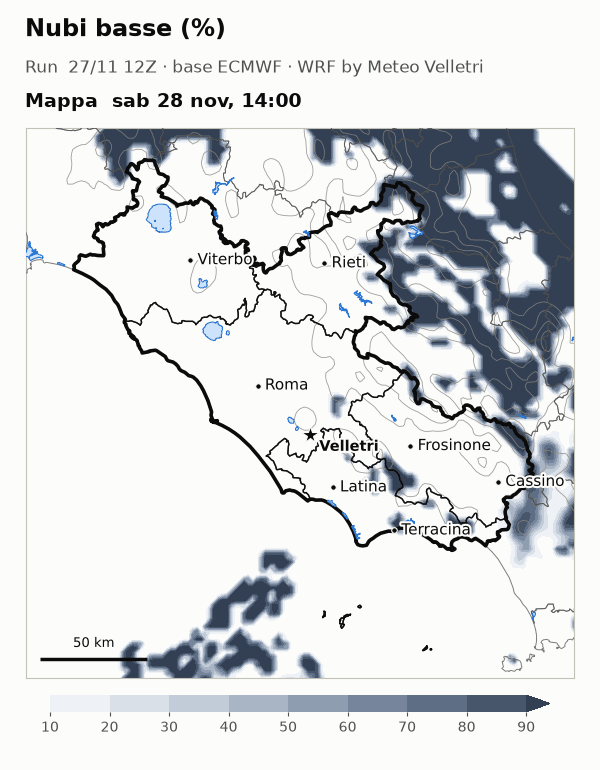 Nubi basse (%)
Run  27/11 12Z · base ECMWF · WRF by Meteo Velletri
Mappa  sab 28 nov, 14:00
Viterbo
Rieti
Roma
Velletri
Frosinone
Cassino
Latina
Terracina
50 km
10 20 30 40 50 60 70 80 90